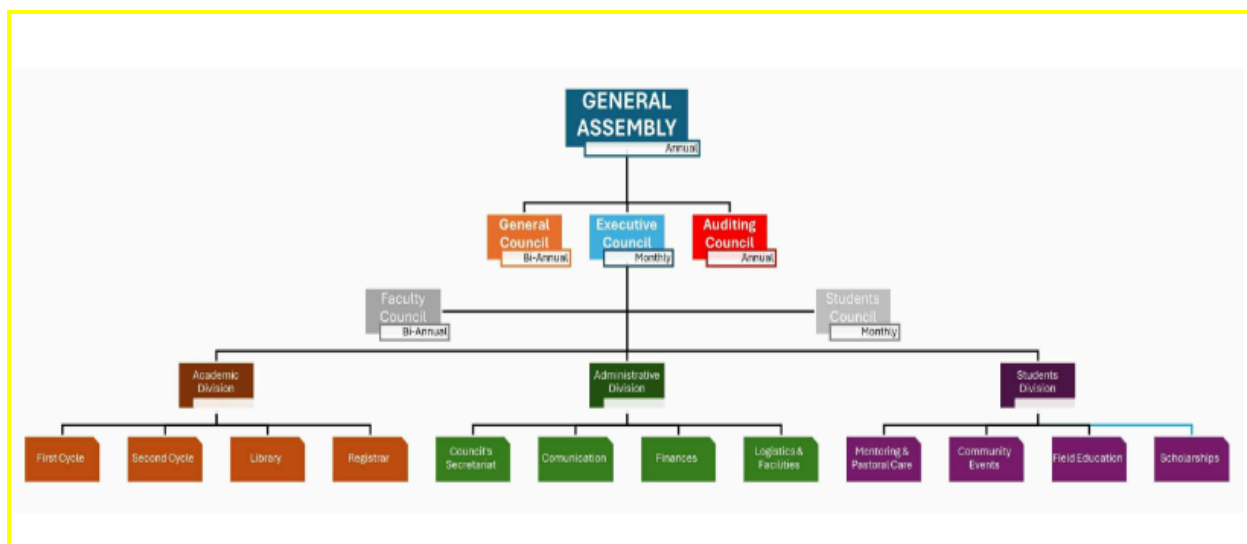 GENERAL
ASSEMBLY
Annual
General
Council
Bi-Annual
Executive
Council
Monthly
Auditing
Council
Annual
Faculty
Council
Bi-Annual
Students
Council
Monthly
Academic
Division
Administrative
Division
Students
Division
First Cycle
Second Cycle
Library
Registrar
Council's
Secretariat
Comunication
Finances
Logistics &
Facilities
Mentoring &
Pastoral Care
Community
Events
Field Education
Scholarships